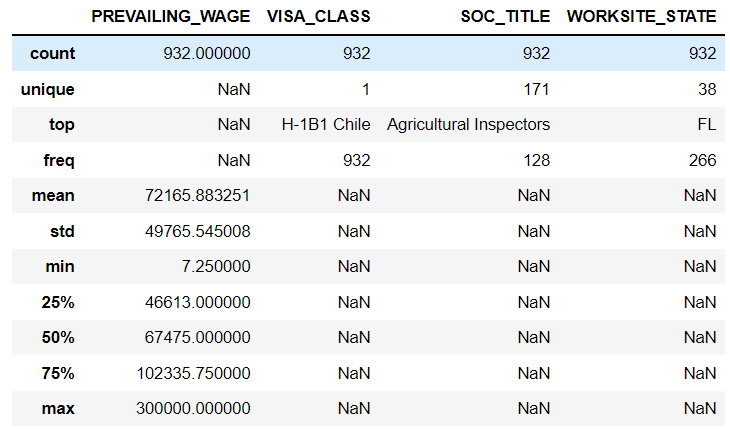 PREVAILING_WAGE VISA_CLASS SOC_TITLE WORKSITE_STATE
count 932.000000 932 932 932
unique NaN 1 171 38
top NaN H-1B1 Chile Agricultural Inspectors FL
freq NaN 932 128 266
mean 72165.883251 NaN NaN NaN
std 49765.545008 NaN NaN NaN
min 7.250000 NaN NaN NaN
25% 46613.000000 NaN NaN NaN
50% 67475.000000 NaN NaN NaN
75% 102335.750000 NaN NaN NaN
max 300000.000000 NaN NaN NaN